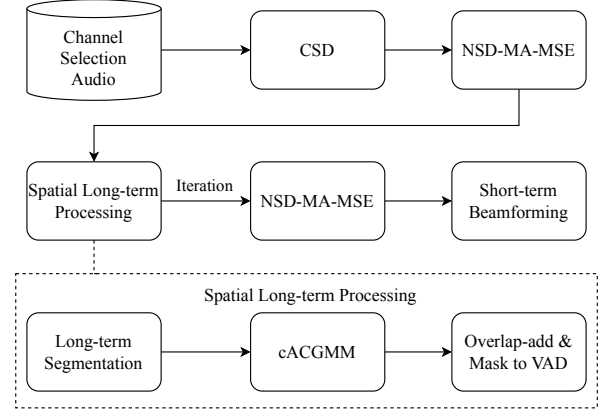 Channel
Selection
Audio
CSD
NSD-MA-MSE
Spatial Long-term
Processing
Iteration
NSD-MA-MSE
Short-term
Beamforming
Spatial Long-term Processing
Long-term
Segmentation
cACGMM
Overlap-add &
Mask to VAD